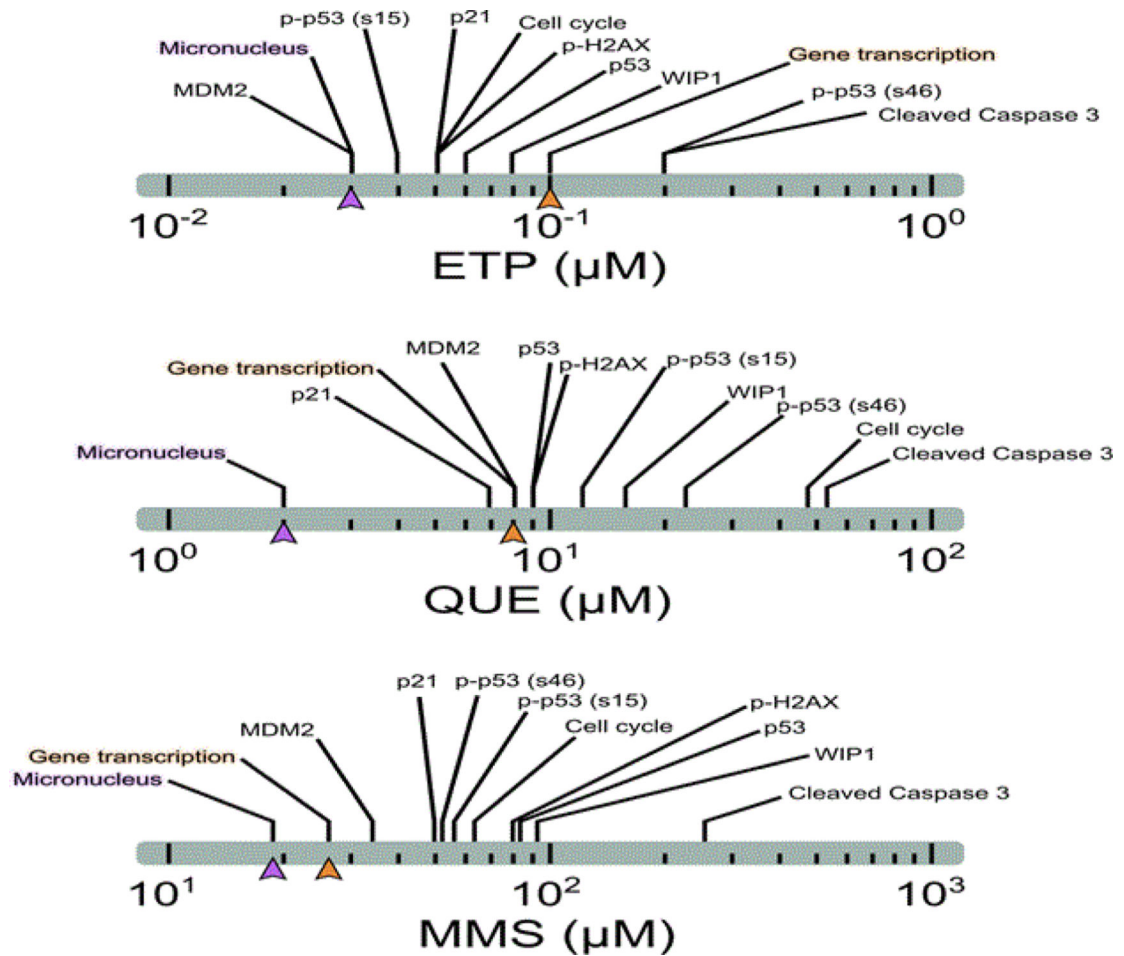 p-p53 (s15)
p21
Cell cycle
Micronucleus
p-H2AX
Gene transcription
p53
MDM2
WIP1
p-p53 (s46)
Cleaved Caspase 3
10-2
10-1
100
ETP (µM)
MDM2
p53
p-H2AX
p-p53 (s15)
Gene transcription
p21
WIP1
p-p53 (s46)
Cell cycle
Micronucleus
Cleaved Caspase 3
100
101
102
QUE (µM)
p21
p-p53 (s46)
p-p53 (s15)
p-H2AX
MDM2
Cell cycle
p53
Gene transcription
WIP1
Micronucleus
Cleaved Caspase 3
101
102
103
MMS (µM)